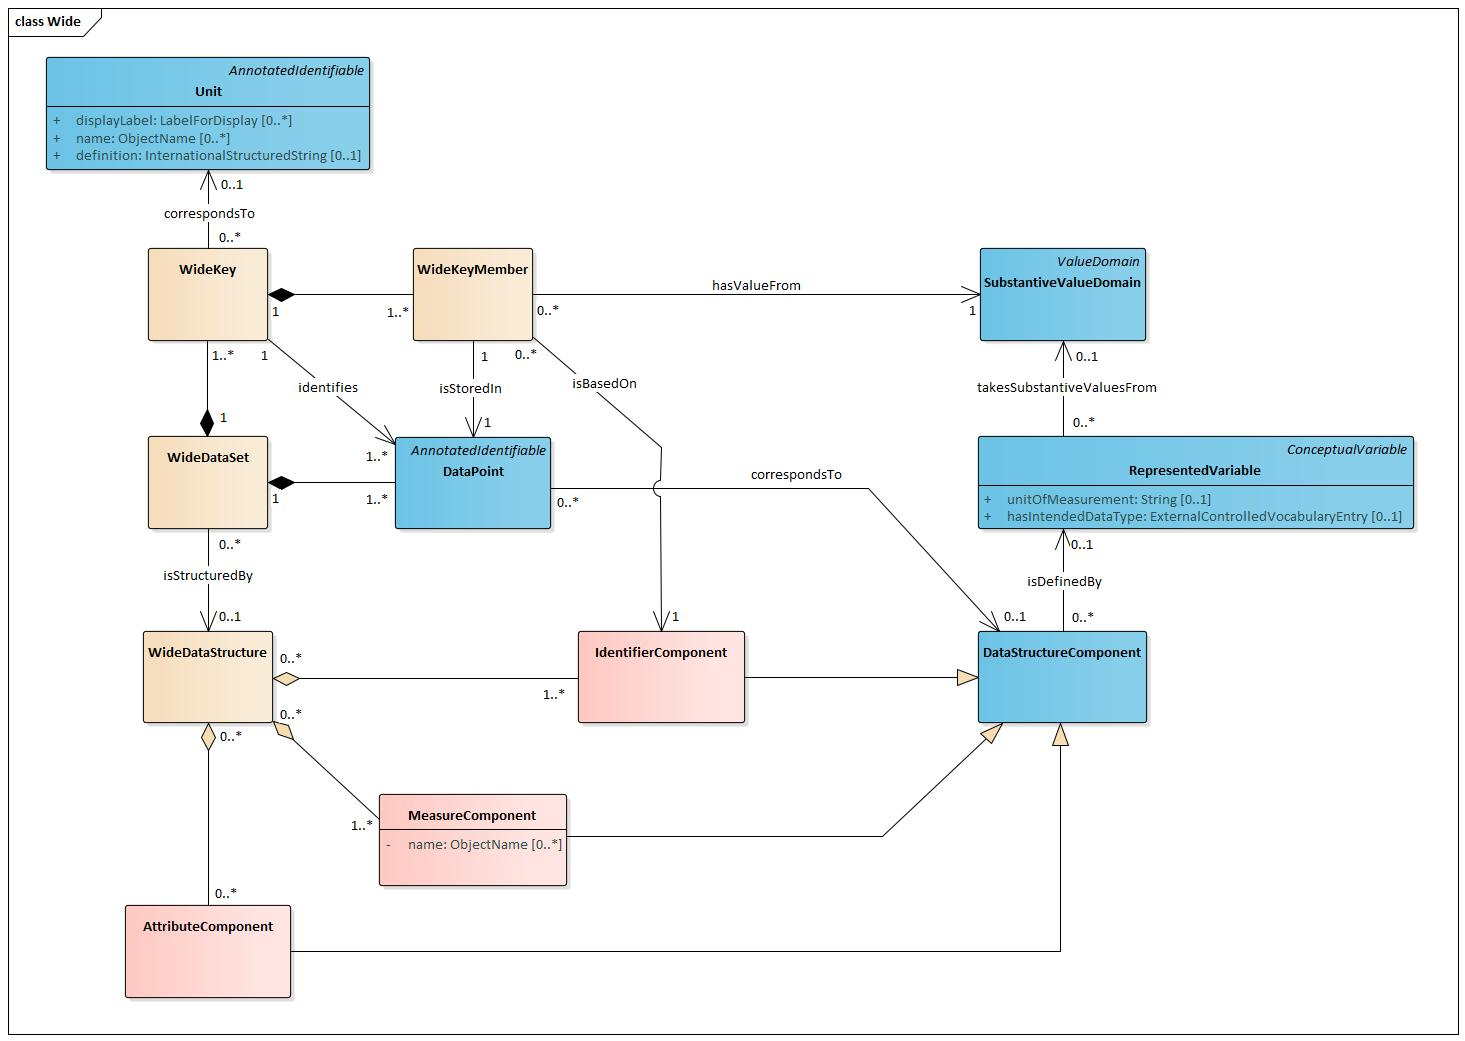 class Wide
AnnotatedIdentifiable
Unit
+ displayLabel: LabelForDisplay [0..*]
+ name: ObjectName [0..*]
+ definition: InternationalStructuredString [0..1]
0..1
correspondsTo
0..*
WideKey
WideKeyMember
ValueDomain
SubstantiveValueDomain
hasValueFrom
1
1..*
0..*
1
1..*
1
1
0..*
0..1
identifies
isStoredIn
isBasedOn
takesSubstantiveValuesFrom
1
1
0..*
1..*
WideDataSet
AnnotatedIdentifiable
DataPoint
correspondsTo
ConceptualVariable
RepresentedVariable
+ unitOfMeasurement: String [0..1]
+ hasIntendedDataType: ExternalControlledVocabularyEntry [0..1]
1
1..*
0..*
0..*
0..1
isStructuredBy
isDefinedBy
0..1
1
0..1
0..*
WideDataStructure
IdentifierComponent
DataStructureComponent
0..*
1..*
0..*
0..*
MeasureComponent
1..*
- name: ObjectName [0..*]
0..*
AttributeComponent